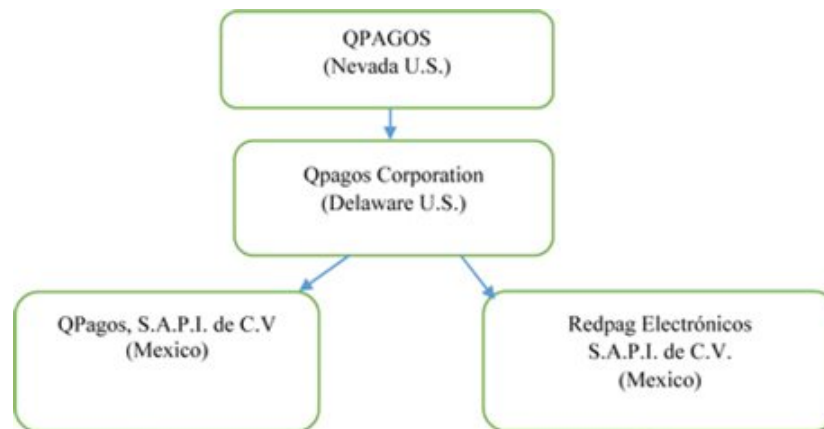 QPAGOS
(Nevada U.S.)
Qpagos Corporation
(Delaware U.S.)
QPagos, S.A.P.I. de C.V
(Mexico)
Redpag Electrónicos
S.A.P.I. de C.V.
(Mexico)